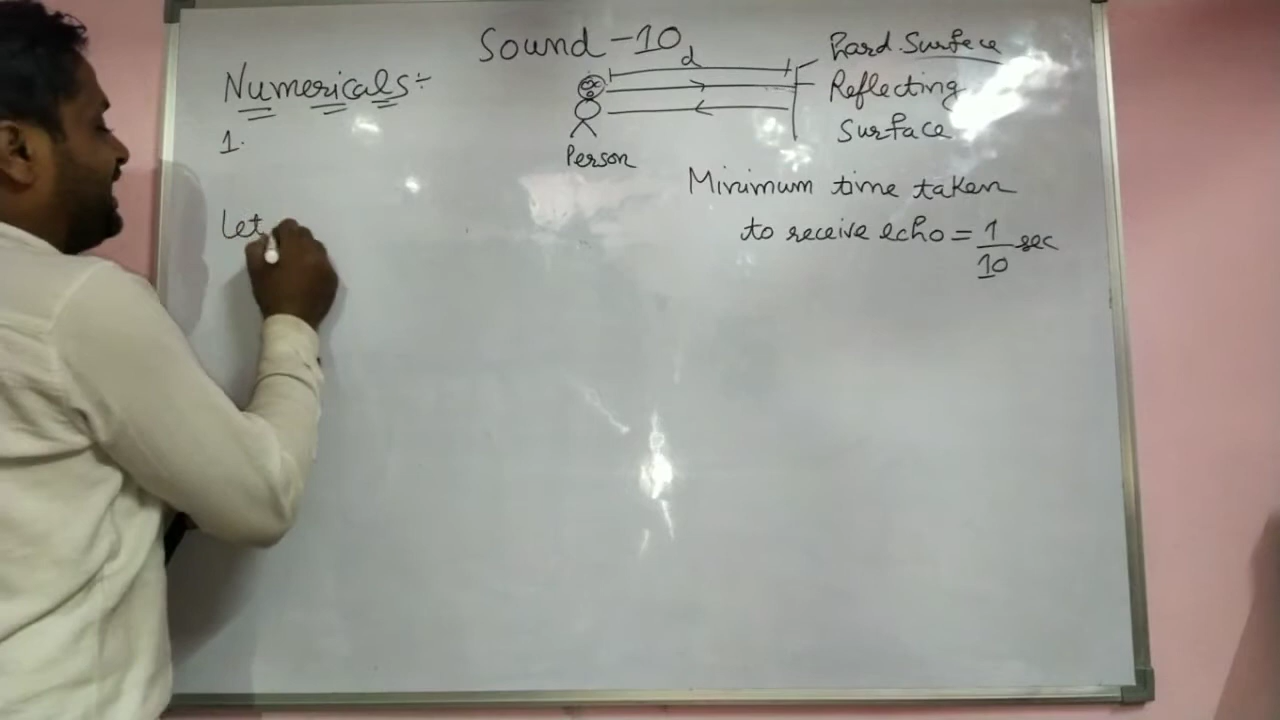 Sound - 10
Numericals :-
1.
Let
d
Person
Hard Surface
Reflecting
Surface
Minimum time taken
to receive echo = 1/10 sec